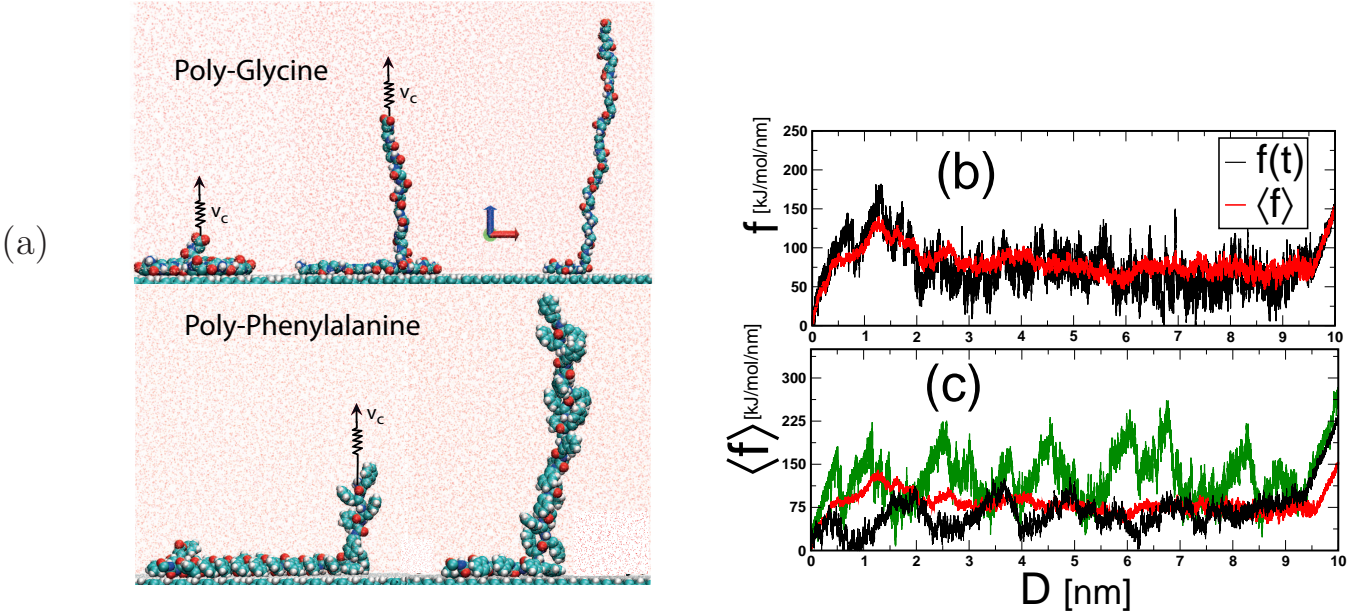 (a)
Poly-Glycine
v_c
v_c
Poly-Phenylalanine
v_c
v_c
(b)
f [kJ/mol/nm]
250
200
150
100
50
0
0 1 2 3 4 5 6 7 8 9 10
f(t)
⟨f⟩
(c)
⟨f⟩ [kJ/mol/nm]
300
225
150
75
0
0 1 2 3 4 5 6 7 8 9 10
D [nm]